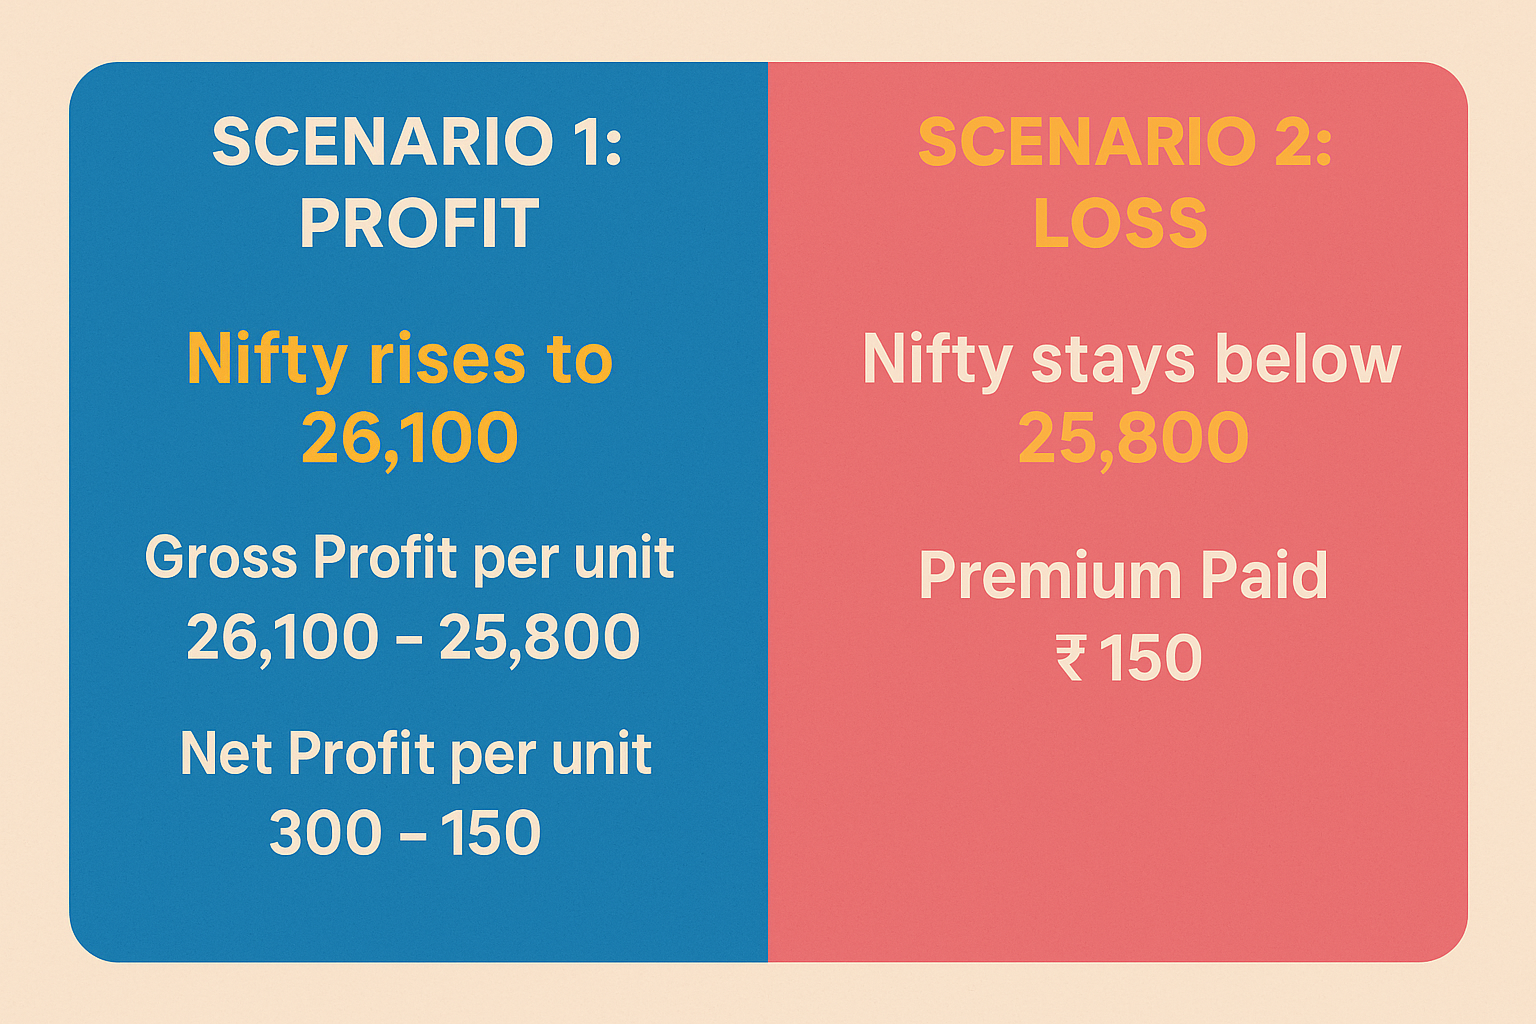 SCENARIO 1:
PROFIT
Nifty rises to
26,100
Gross Profit per unit
26,100 – 25,800
Net Profit per unit
300 – 150
SCENARIO 2:
LOSS
Nifty stays below
25,800
Premium Paid
₹ 150